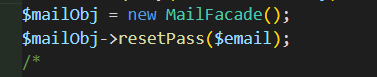 $mailObj = new MailFacade();
$mailObj->resetPass($email);
/*